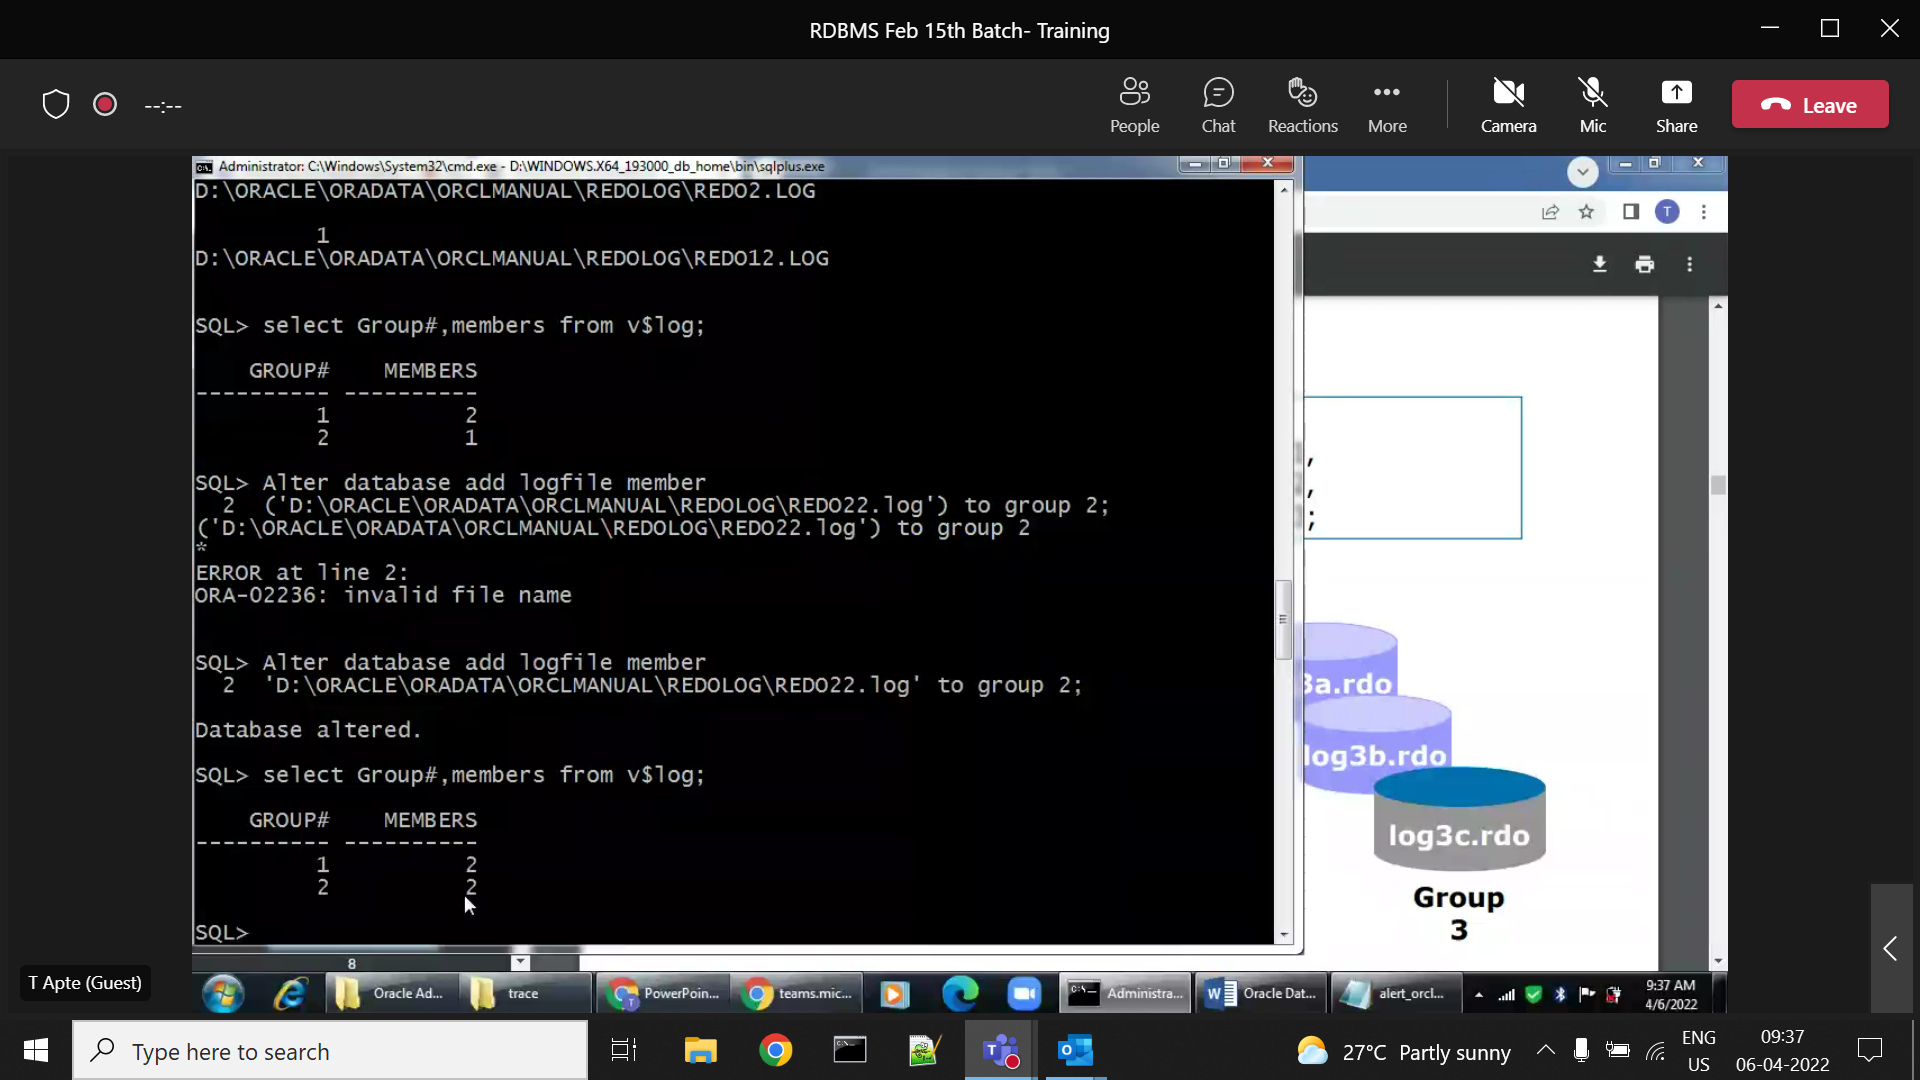 RDBMS Feb 15th Batch- Training
--:--
People
Chat
Reactions
More
Camera
Mic
Share
Leave
Administrator: C:\Windows\System32\cmd.exe - D:\WINDOWS.X64_193000_db_home\bin\sqlplus.exe
D:\ORACLE\ORADATA\ORCLMANUAL\REDOLOG\REDO2.LOG
1
D:\ORACLE\ORADATA\ORCLMANUAL\REDOLOG\REDO12.LOG
SQL> select Group#,members from v$log;
GROUP# MEMBERS
---------- ----------
1 2
2 1
SQL> Alter database add logfile member
2 ('D:\ORACLE\ORADATA\ORCLMANUAL\REDOLOG\REDO22.log') to group 2;
('D:\ORACLE\ORADATA\ORCLMANUAL\REDOLOG\REDO22.log') to group 2
*
ERROR at line 2:
ORA-02236: invalid file name
SQL> Alter database add logfile member
2 'D:\ORACLE\ORADATA\ORCLMANUAL\REDOLOG\REDO22.log' to group 2;
Database altered.
SQL> select Group#,members from v$log;
GROUP# MEMBERS
---------- ----------
1 2
2 2
SQL>
T
,
,
;
3a.rdo
log3b.rdo
log3c.rdo
Group
3
8
T Apte (Guest)
Oracle Ad...
trace
PowerPoin...
teams.mic...
Administra...
Oracle Dat...
alert_orcl...
9:37 AM
4/6/2022
Type here to search
27°C Partly sunny
ENG
US
09:37
06-04-2022